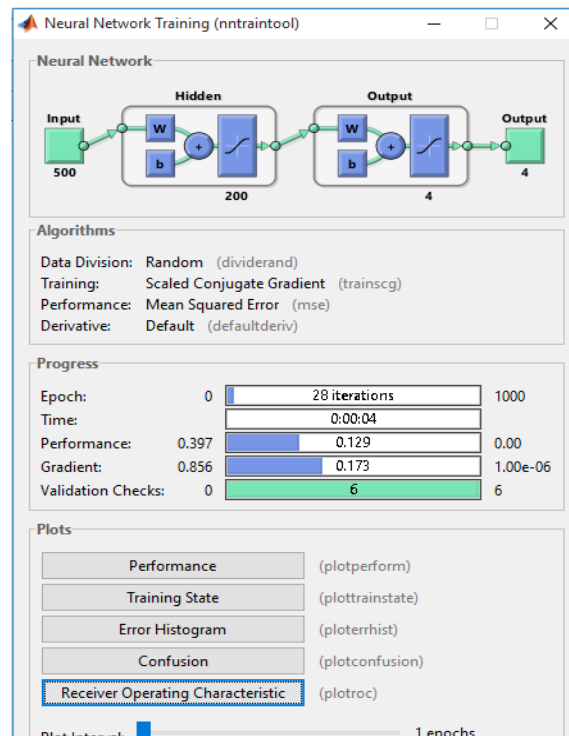 Neural Network Training (nntraintool)
Neural Network
Hidden Output
Input Output
W W
+ +
b b
500 200 4 4
Algorithms
Data Division: Random (dividerand)
Training: Scaled Conjugate Gradient (trainscg)
Performance: Mean Squared Error (mse)
Derivative: Default (defaultderiv)
Progress
Epoch: 0 28 iterations 1000
Time: 0:00:04
Performance: 0.397 0.129 0.00
Gradient: 0.856 0.173 1.00e-06
Validation Checks: 0 6 6
Plots
Performance (plotperform)
Training State (plottrainstate)
Error Histogram (ploterrhist)
Confusion (plotconfusion)
Receiver Operating Characteristic (plotroc)
Plot Interval: 1 epochs